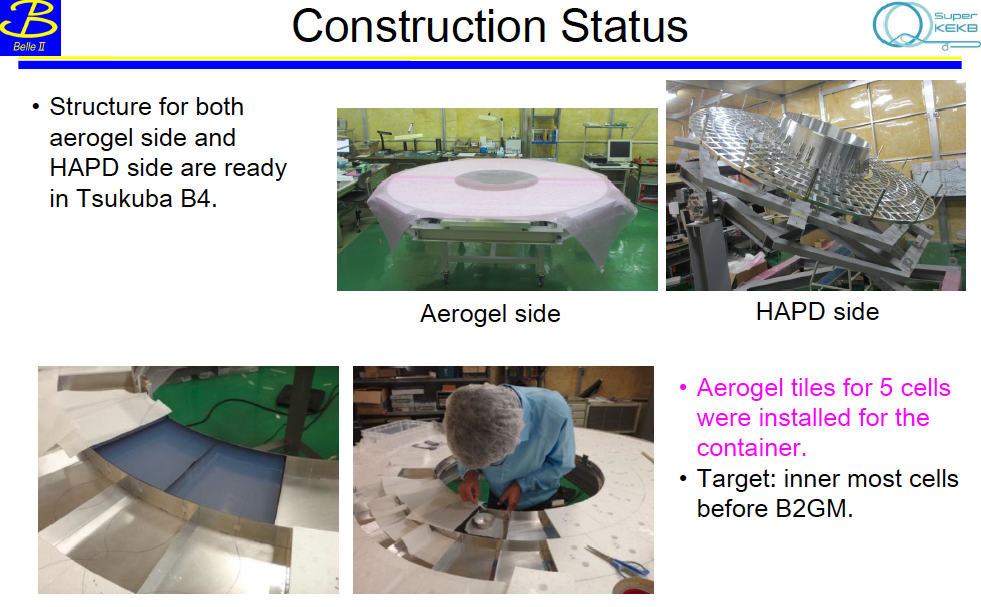 Construction Status
B
Belle II
Super
KEKB
• Structure for both
aerogel side and
HAPD side are ready
in Tsukuba B4.
Aerogel side
HAPD side
• Aerogel tiles for 5 cells
were installed for the
container.
• Target: inner most cells
before B2GM.